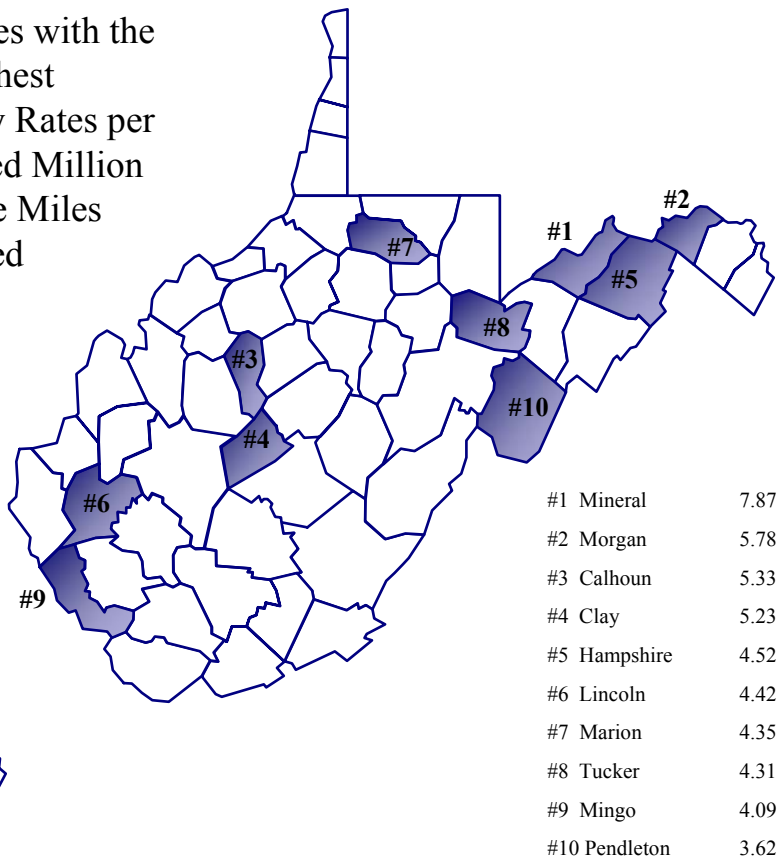 es with the
hest
Rates per
ed Million
e Miles
ed
#2
#1
#7
#5
#8
#3
#10
#4
#6
#9
#1 Mineral 7.87
#2 Morgan 5.78
#3 Calhoun 5.33
#4 Clay 5.23
#5 Hampshire 4.52
#6 Lincoln 4.42
#7 Marion 4.35
#8 Tucker 4.31
#9 Mingo 4.09
#10 Pendleton 3.62